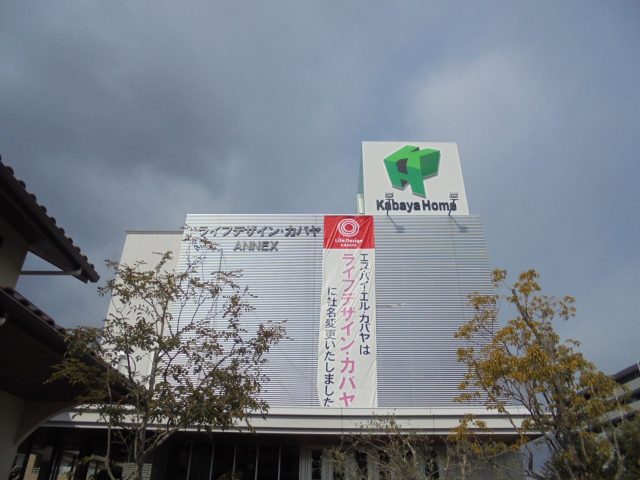 Kabaya Home
ライフデザイン・カバヤ
ANNEX
Life Design
KABAYA
エス・バイ・エル・カバヤは
ライフデザイン・カバヤ
に社名変更いたしました